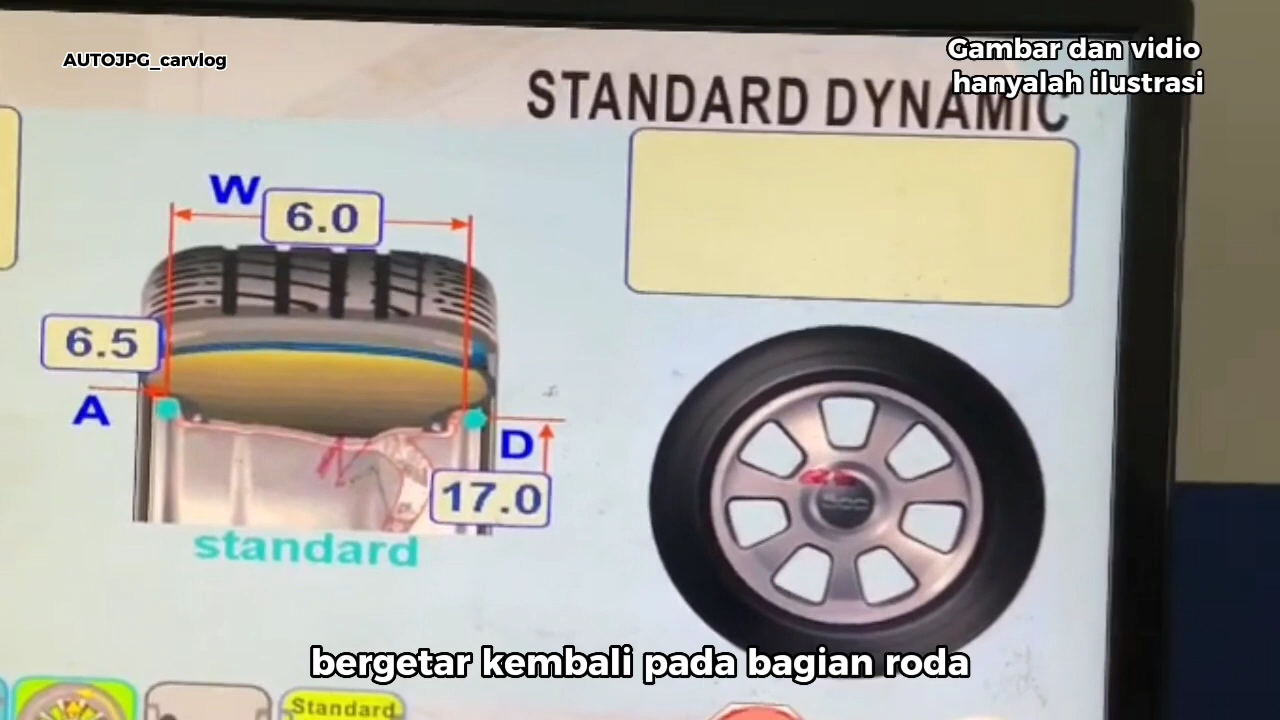 AUTOJPG_carvlog
Gambar dan vidio
hanyalah ilustrasi
STANDARD DYNAMIC
W
6.0
6.5
A
D
17.0
standard
bergetar kembali pada bagian roda
Standard